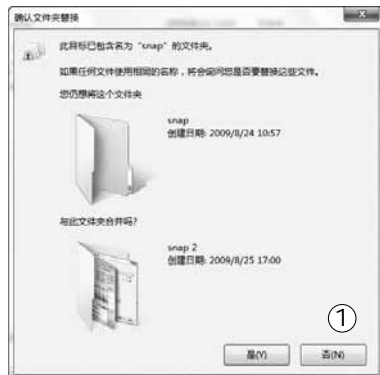 确认文件夹替换
此目标已包含名为“snap”的文件夹。
如果任何文件使用相同的名称，将会询问您是否要替换这些文件。
您仍想将这个文件夹
snap
创建日期: 2009/8/24 10:57
与此文件夹合并吗?
snap 2
创建日期: 2009/8/25 17:00
①
是(Y)
否(N)